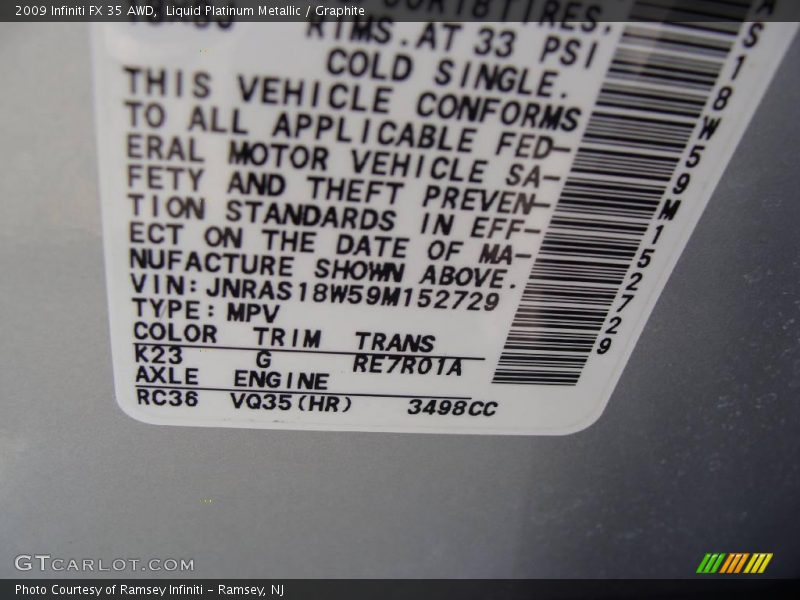 2009 Infiniti FX 35 AWD, Liquid Platinum Metallic / Graphite
RIMS. AT 33 PSI
COLD SINGLE.
THIS VEHICLE CONFORMS
TO ALL APPLICABLE FED-
ERAL MOTOR VEHICLE SA-
FETY AND THEFT PREVEN-
TION STANDARDS IN EFF-
ECT ON THE DATE OF MA-
NUFACTURE SHOWN ABOVE.
VIN: JNRAS18W59M152729
TYPE: MPV
COLOR TRIM TRANS
K23 G RE7R01A
AXLE ENGINE
RC36 VQ35(HR) 3498CC
AS18W59M152729
GTCARLOT.COM
Photo Courtesy of Ramsey Infiniti - Ramsey, NJ